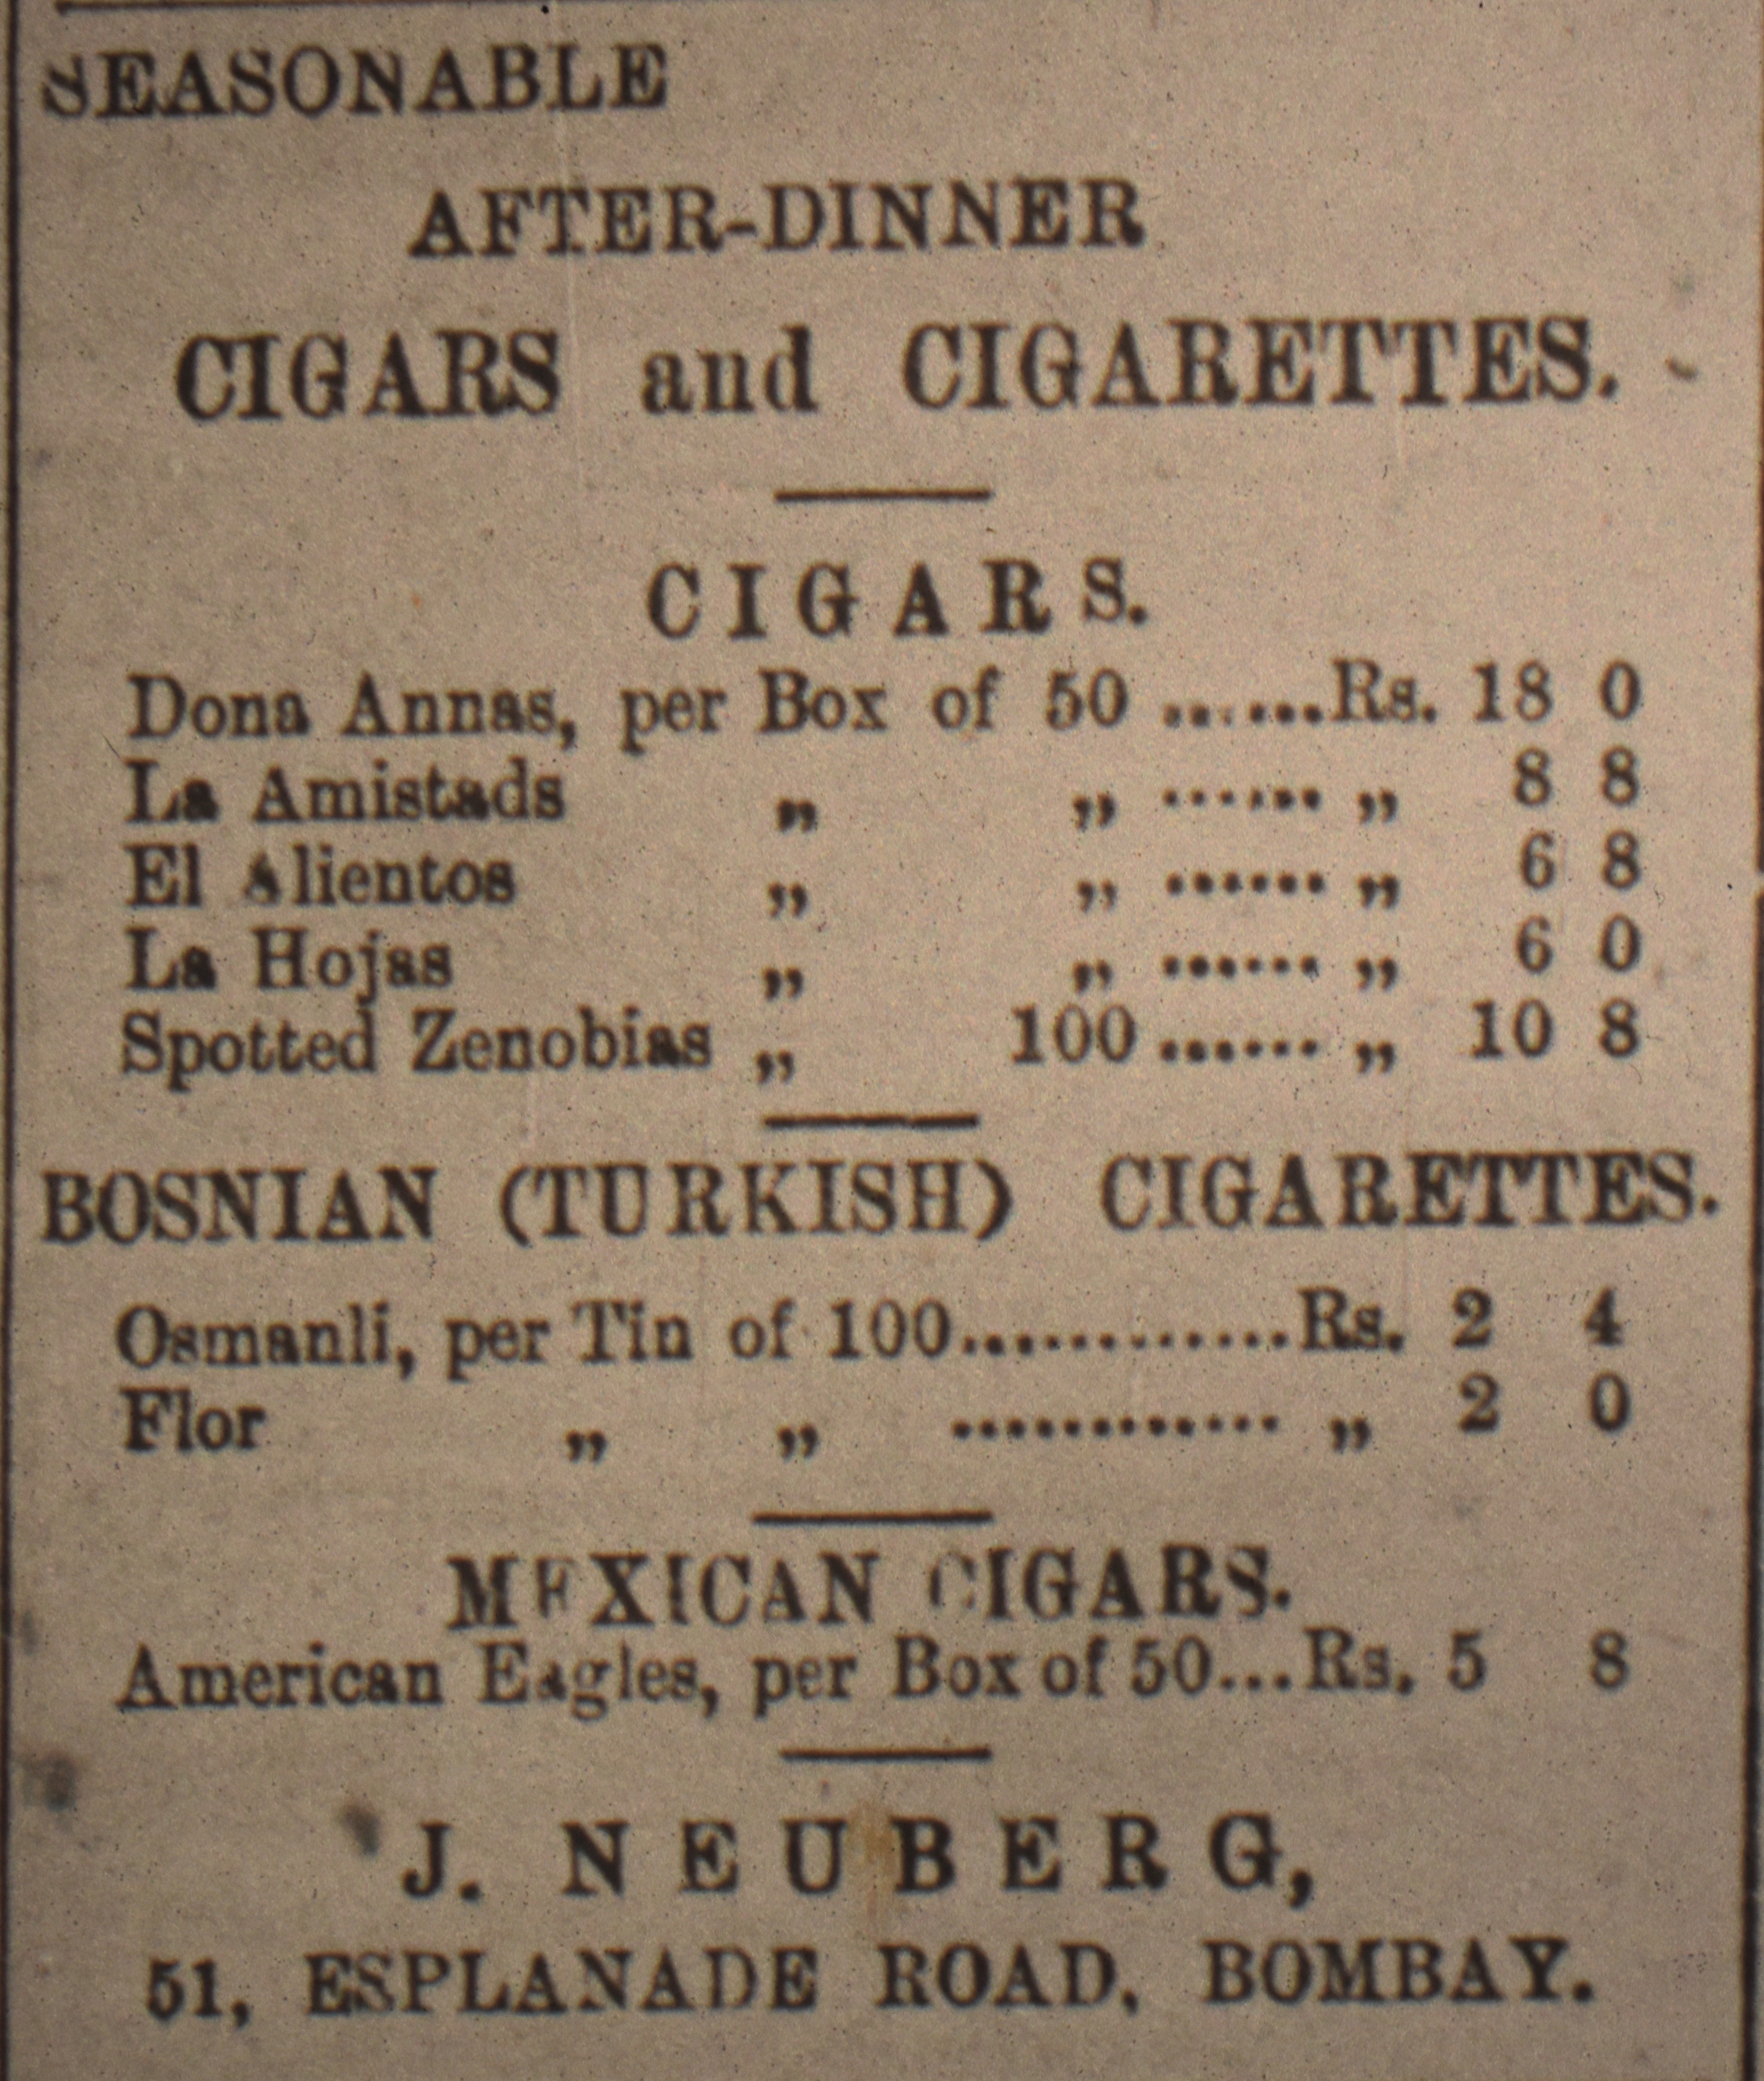 SEASONABLE
AFTER-DINNER
CIGARS and CIGARETTES.
CIGARS.
Dona Annas, per Box of 50 .......Rs. 18 0
La Amistads „ „ ....... „ 8 8
El Alientos „ „ ....... „ 6 8
La Hojas „ „ ....... „ 6 0
Spotted Zenobias „ 100 ....... „ 10 8
BOSNIAN (TURKISH) CIGARETTES.
Osmanli, per Tin of 100............Rs. 2 4
Flor „ „ ............ „ 2 0
MEXICAN CIGARS.
American Eagles, per Box of 50...Rs. 5 8
J. NEUBERG,
51, ESPLANADE ROAD, BOMBAY.